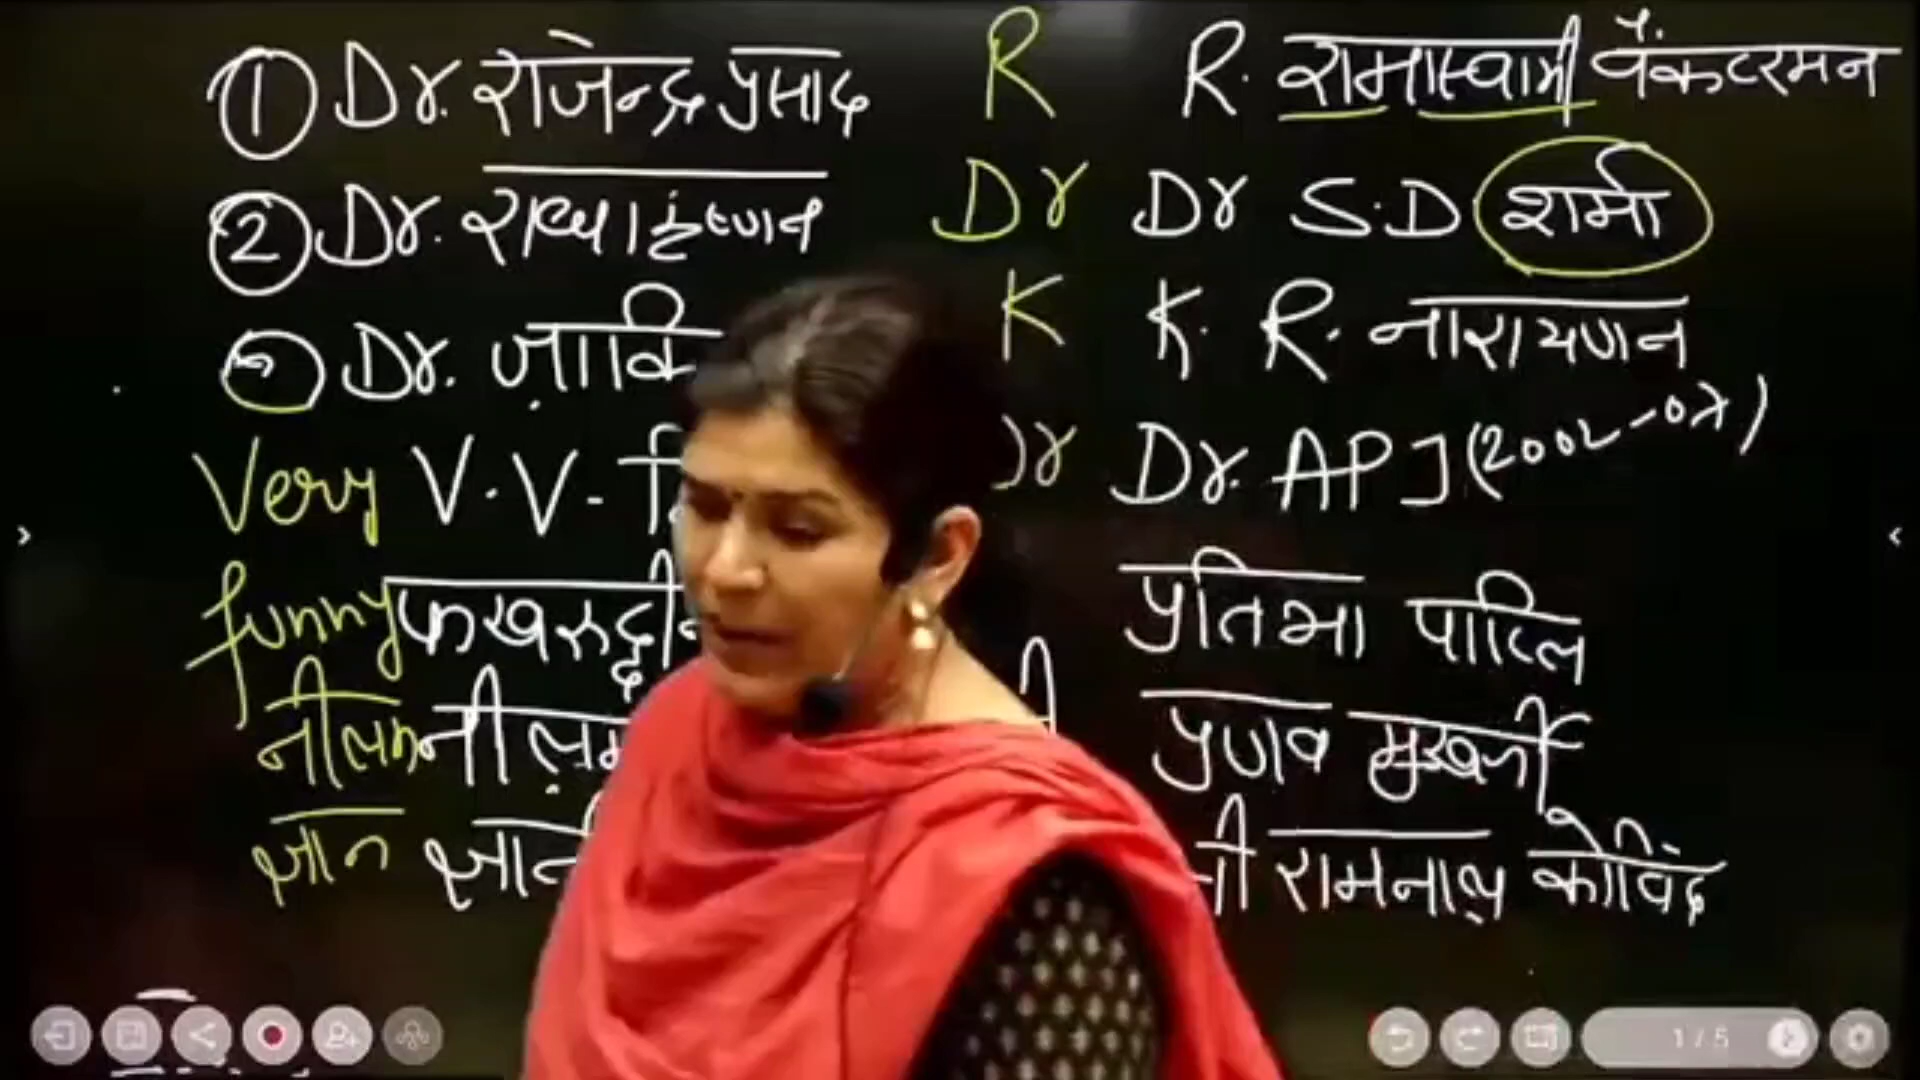 ① Dr. राजेन्द्र प्रसाद
② Dr. राधाकृष्णन
Dr. ज़ाकि
Very V.V-
funny फखरुद्दीन
नीलम नीलम
ज्ञान ज्ञानी
R R. रामास्वामी वेंकटरमन
Dr Dr S.D शर्मा
K K. R. नारायणन
Dr. APJ (2002-07)
प्रतिभा पाटिल
प्रणव मुखर्जी
रामनाथ कोविंद
1 / 5